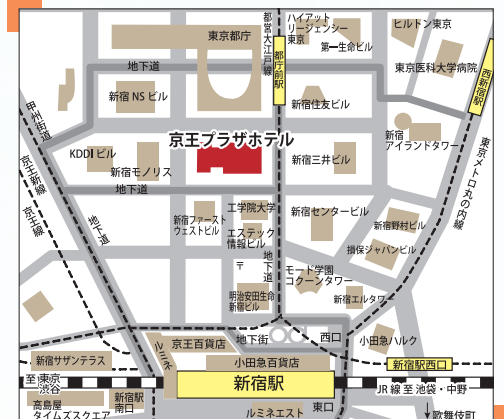 都営大江戸線
ハイアット
リージェンシー
東京
ヒルトン東京
東京都庁
第一生命ビル
都庁前駅
地下道
東京医科大学病院
西新宿駅
新宿NSビル
新宿住友ビル
甲州街道
京王プラザホテル
新宿
アイランドタワー
KDDIビル
新宿モノリス
新宿三井ビル
京王新線
京王線
地下道
地下道
東京メトロ丸の内線
新宿ファースト
ウェストビル
工学院大学
エステック
情報ビル
新宿センタービル
新宿野村ビル
損保ジャパンビル
地下道
〒
モード学園
コクーンタワー
明治安田生命
新宿ビル
新宿エルタワー
ルミネ
京王百貨店
地下街
西口
小田急ハルク
新宿サザンテラス
小田急百貨店
新宿駅西口
至 東京
渋谷
新宿駅
JR線 至 池袋・中野
高島屋
タイムズスクエア
新宿駅
南口
ルミネエスト
東口
歌舞伎町